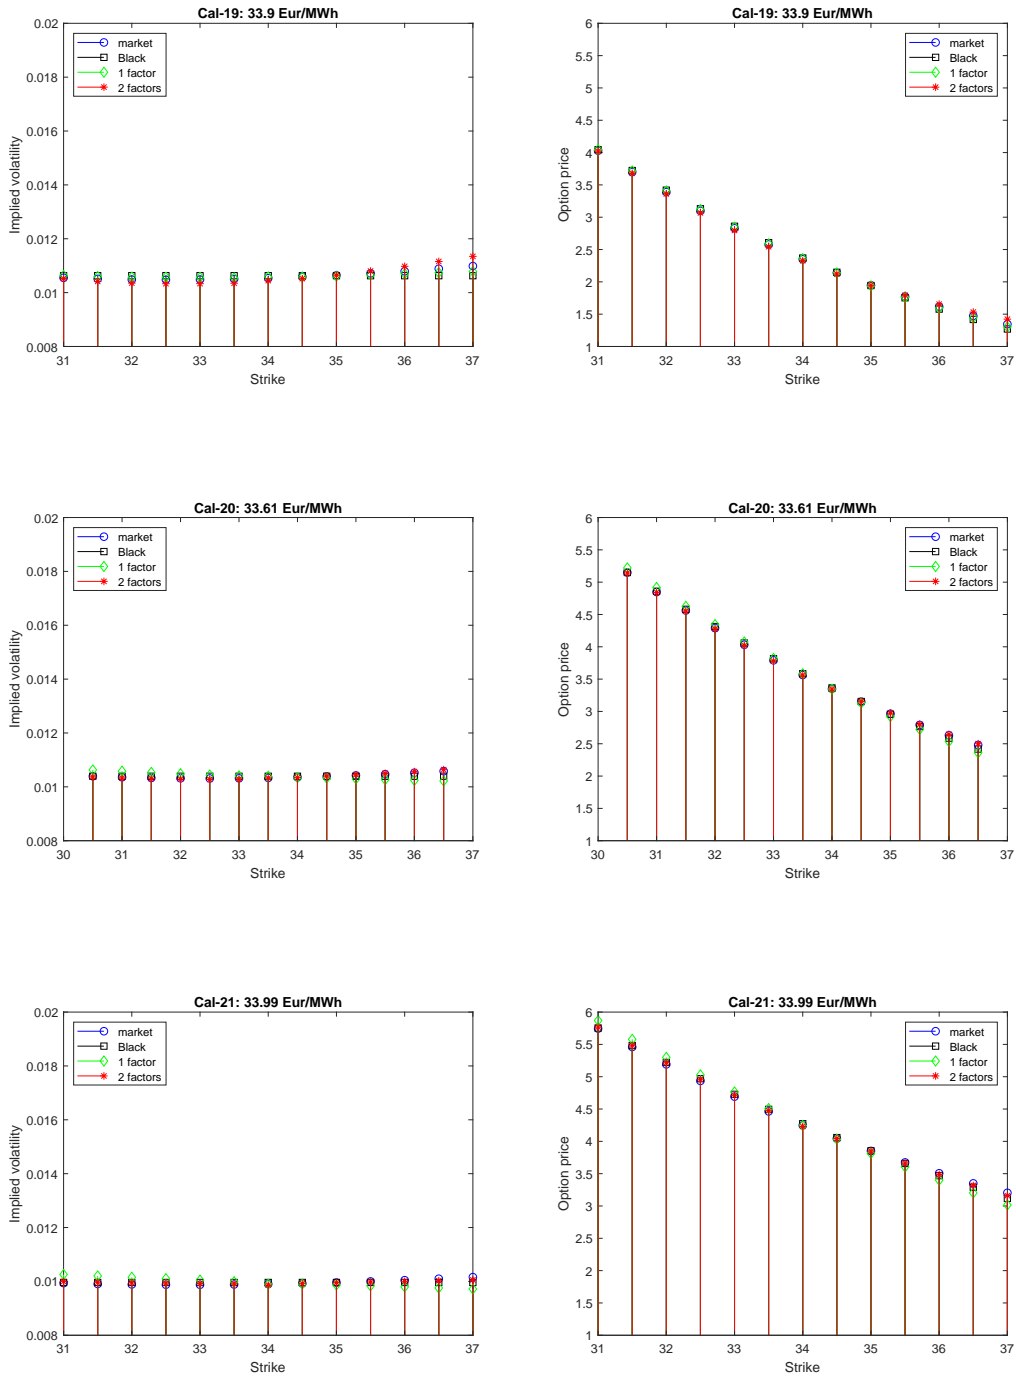 Cal-19: 33.9 Eur/MWh
0.02
0.018
0.016
0.014
0.012
0.01
0.008
Implied volatility
market
Black
1 factor
2 factors
31 32 33 34 35 36 37
Strike
Cal-19: 33.9 Eur/MWh
6
5.5
5
4.5
4
3.5
3
2.5
2
1.5
1
Option price
market
Black
1 factor
2 factors
31 32 33 34 35 36 37
Strike
Cal-20: 33.61 Eur/MWh
0.02
0.018
0.016
0.014
0.012
0.01
0.008
Implied volatility
market
Black
1 factor
2 factors
30 31 32 33 34 35 36 37
Strike
Cal-20: 33.61 Eur/MWh
6
5.5
5
4.5
4
3.5
3
2.5
2
1.5
1
Option price
market
Black
1 factor
2 factors
30 31 32 33 34 35 36 37
Strike
Cal-21: 33.99 Eur/MWh
0.02
0.018
0.016
0.014
0.012
0.01
0.008
Implied volatility
market
Black
1 factor
2 factors
31 32 33 34 35 36 37
Strike
Cal-21: 33.99 Eur/MWh
6
5.5
5
4.5
4
3.5
3
2.5
2
1.5
1
Option price
market
Black
1 factor
2 factors
31 32 33 34 35 36 37
Strike